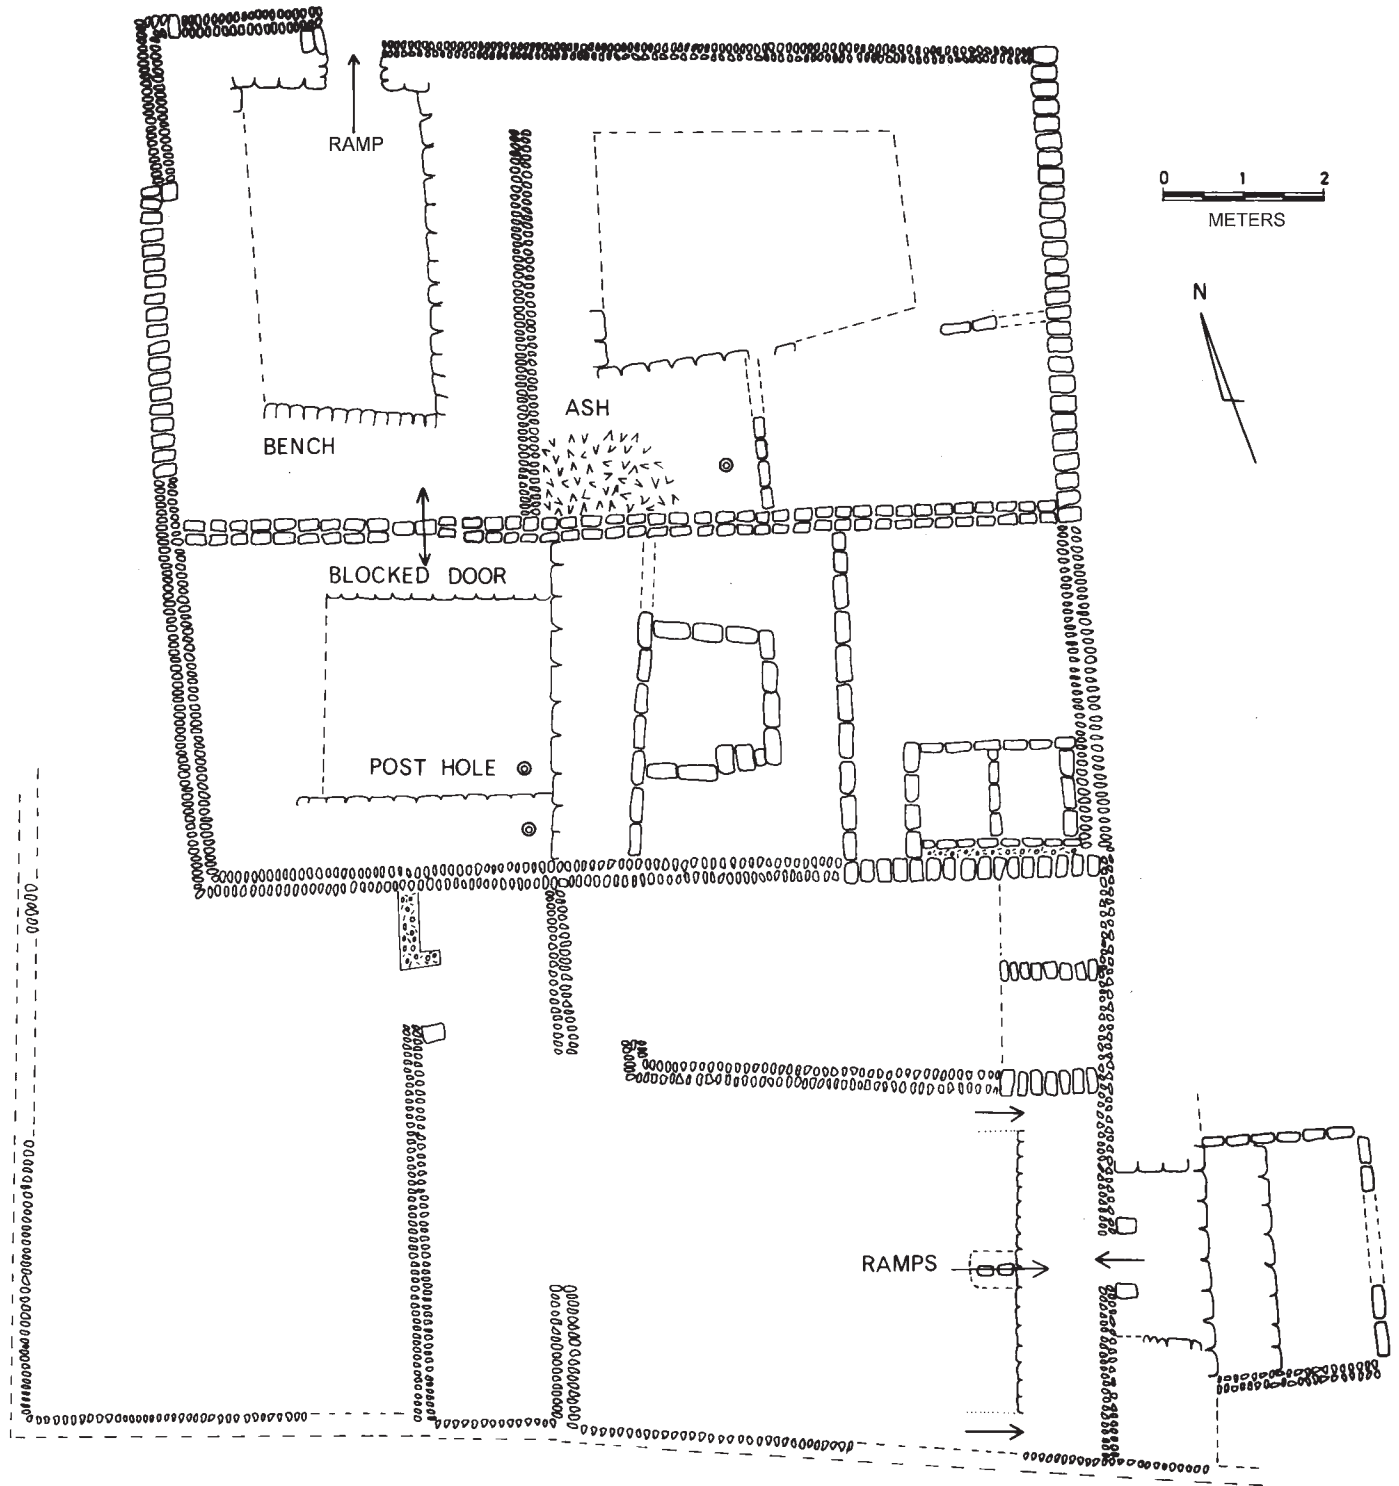 RAMP
0 1 2
METERS
N
ASH
BENCH
BLOCKED DOOR
POST HOLE
RAMPS